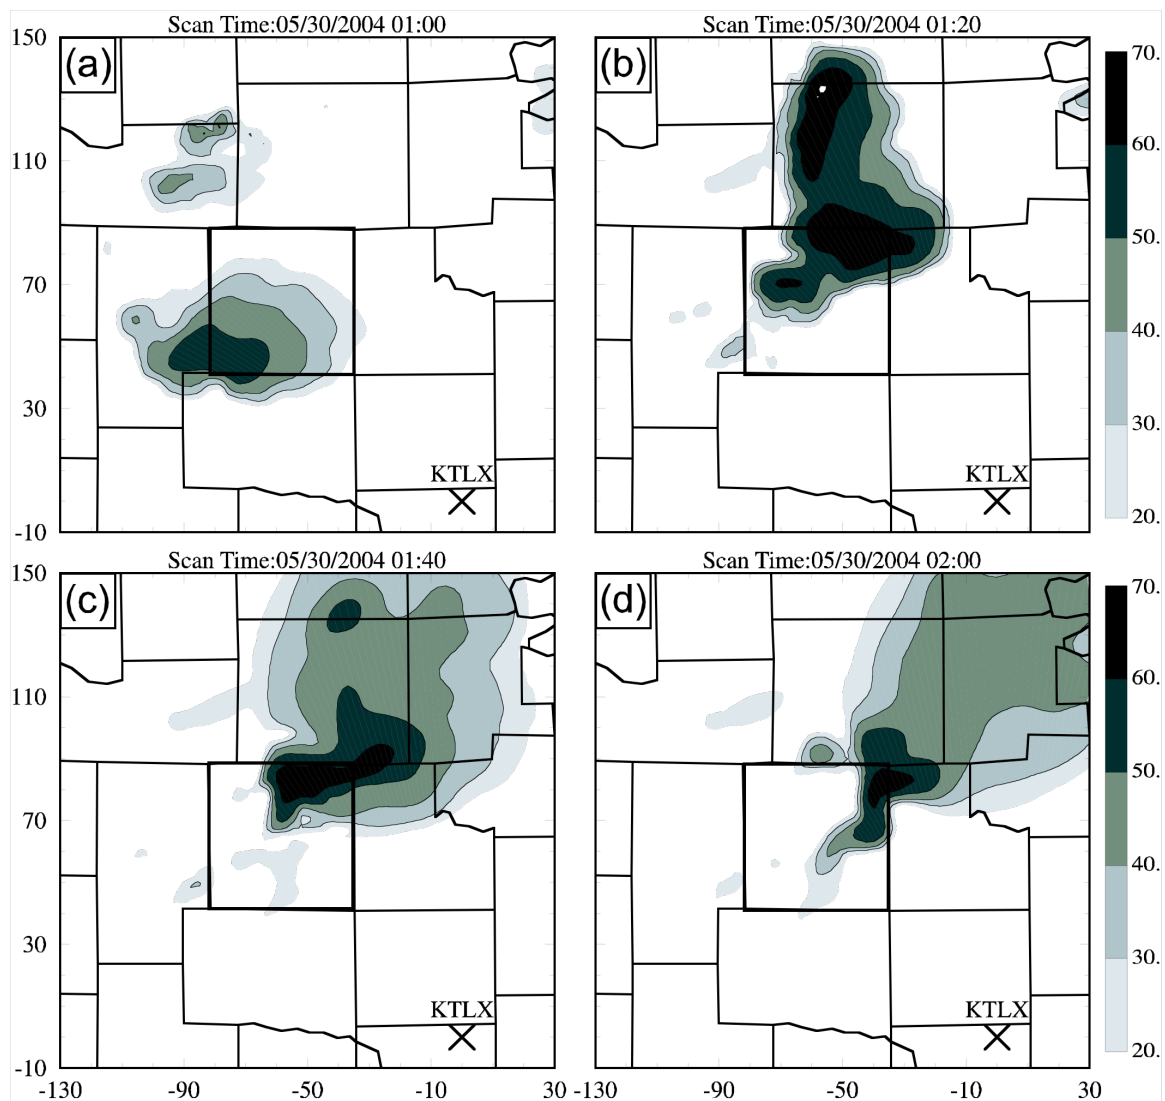 Scan Time:05/30/2004 01:00
Scan Time:05/30/2004 01:20
150
(a)
(b)
70.
110
60.
70
50.
40.
30
30.
KTLX
KTLX
20.
-10
Scan Time:05/30/2004 01:40
Scan Time:05/30/2004 02:00
150
(c)
(d)
70.
110
60.
70
50.
40.
30
30.
KTLX
KTLX
20.
-10
-130 -90 -50 -10 30 -130 -90 -50 -10 30